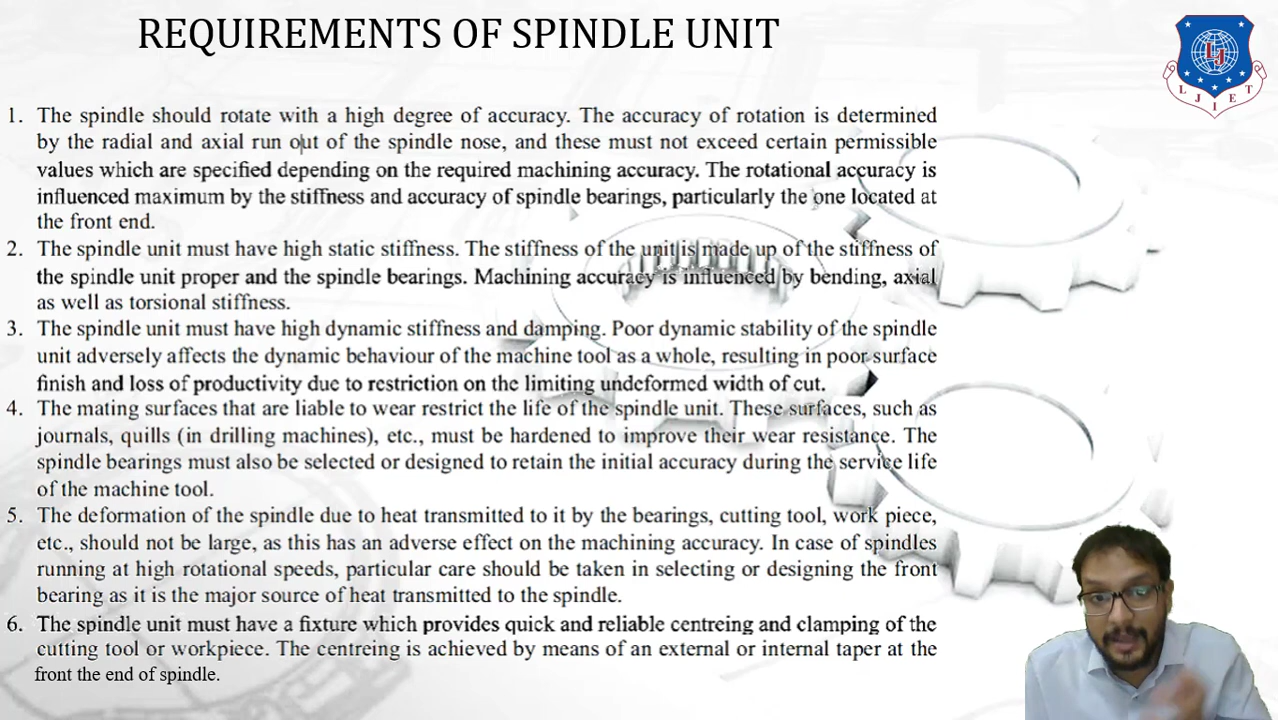 REQUIREMENTS OF SPINDLE UNIT
LJ
L J I E T
1. The spindle should rotate with a high degree of accuracy. The accuracy of rotation is determined
by the radial and axial run out of the spindle nose, and these must not exceed certain permissible
values which are specified depending on the required machining accuracy. The rotational accuracy is
influenced maximum by the stiffness and accuracy of spindle bearings, particularly the one located at
the front end.
2. The spindle unit must have high static stiffness. The stiffness of the unit is made up of the stiffness of
the spindle unit proper and the spindle bearings. Machining accuracy is influenced by bending, axial
as well as torsional stiffness.
3. The spindle unit must have high dynamic stiffness and damping. Poor dynamic stability of the spindle
unit adversely affects the dynamic behaviour of the machine tool as a whole, resulting in poor surface
finish and loss of productivity due to restriction on the limiting undeformed width of cut.
4. The mating surfaces that are liable to wear restrict the life of the spindle unit. These surfaces, such as
journals, quills (in drilling machines), etc., must be hardened to improve their wear resistance. The
spindle bearings must also be selected or designed to retain the initial accuracy during the service life
of the machine tool.
5. The deformation of the spindle due to heat transmitted to it by the bearings, cutting tool, work piece,
etc., should not be large, as this has an adverse effect on the machining accuracy. In case of spindles
running at high rotational speeds, particular care should be taken in selecting or designing the front
bearing as it is the major source of heat transmitted to the spindle.
6. The spindle unit must have a fixture which provides quick and reliable centreing and clamping of the
cutting tool or workpiece. The centreing is achieved by means of an external or internal taper at the
front the end of spindle.